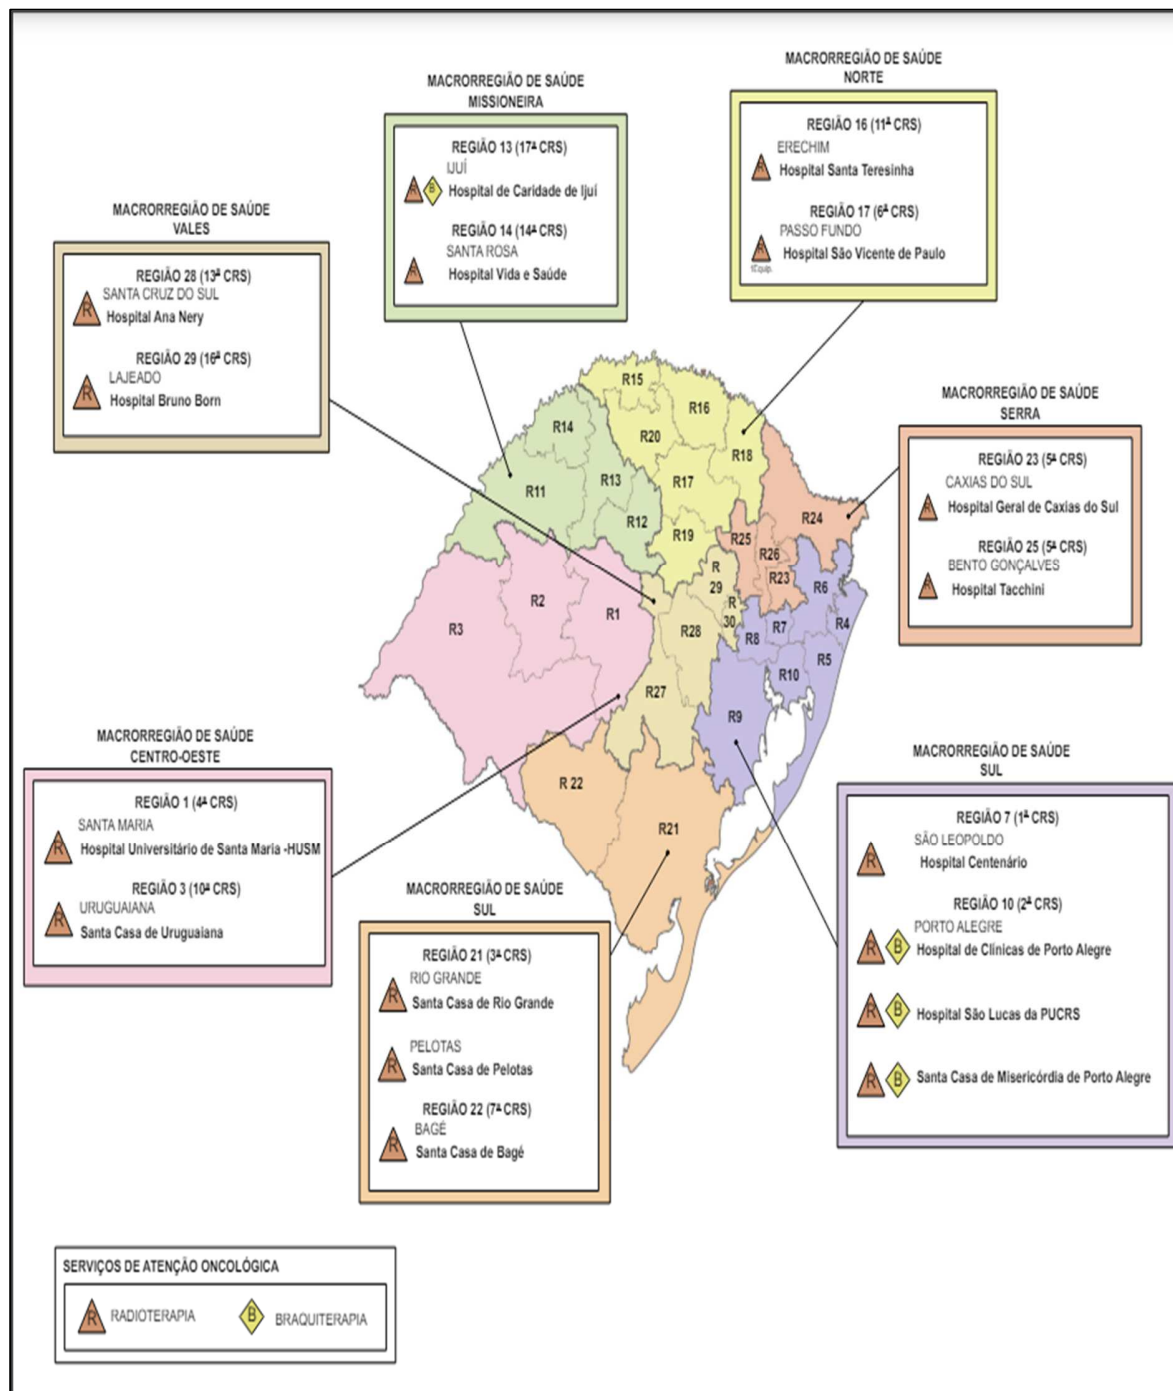 MACRORREGIÃO DE SAÚDE
VALES
REGIÃO 28 (13ª CRS)
SANTA CRUZ DO SUL
R
Hospital Ana Nery
REGIÃO 29 (16ª CRS)
LAJEADO
R
Hospital Bruno Born
MACRORREGIÃO DE SAÚDE
MISSIONEIRA
REGIÃO 13 (17ª CRS)
IJUÍ
R B Hospital de Caridade de Ijuí
REGIÃO 14 (14ª CRS)
SANTA ROSA
R Hospital Vida e Saúde
MACRORREGIÃO DE SAÚDE
NORTE
REGIÃO 16 (11ª CRS)
ERECHIM
R Hospital Santa Teresinha
REGIÃO 17 (6ª CRS)
PASSO FUNDO
R Hospital São Vicente de Paulo
MACRORREGIÃO DE SAÚDE
SERRA
REGIÃO 23 (5ª CRS)
CAXIAS DO SUL
R Hospital Geral de Caxias do Sul
REGIÃO 25 (5ª CRS)
BENTO GONÇALVES
R Hospital Tacchini
R15
R16
R14
R20
R18
R13
R17
R11
R12
R24
R19
R25
R26
R
29
R23
R6
R2
R1
R
30
R4
R3
R28
R8
R7
R5
R10
R27
R9
R 22
R21
MACRORREGIÃO DE SAÚDE
CENTRO-OESTE
REGIÃO 1 (4ª CRS)
SANTA MARIA
R Hospital Universitário de Santa Maria -HUSM
REGIÃO 3 (10ª CRS)
URUGUAIANA
R Santa Casa de Uruguaiana
MACRORREGIÃO DE SAÚDE
SUL
REGIÃO 21 (3ª CRS)
RIO GRANDE
R Santa Casa de Rio Grande
PELOTAS
R Santa Casa de Pelotas
REGIÃO 22 (7ª CRS)
BAGÉ
R Santa Casa de Bagé
MACRORREGIÃO DE SAÚDE
SUL
REGIÃO 7 (1ª CRS)
SÃO LEOPOLDO
R Hospital Centenário
REGIÃO 10 (2ª CRS)
PORTO ALEGRE
R B Hospital de Clínicas de Porto Alegre
R B Hospital São Lucas da PUCRS
R B Santa Casa de Misericórdia de Porto Alegre
SERVIÇOS DE ATENÇÃO ONCOLÓGICA
R RADIOTERAPIA B BRAQUITERAPIA